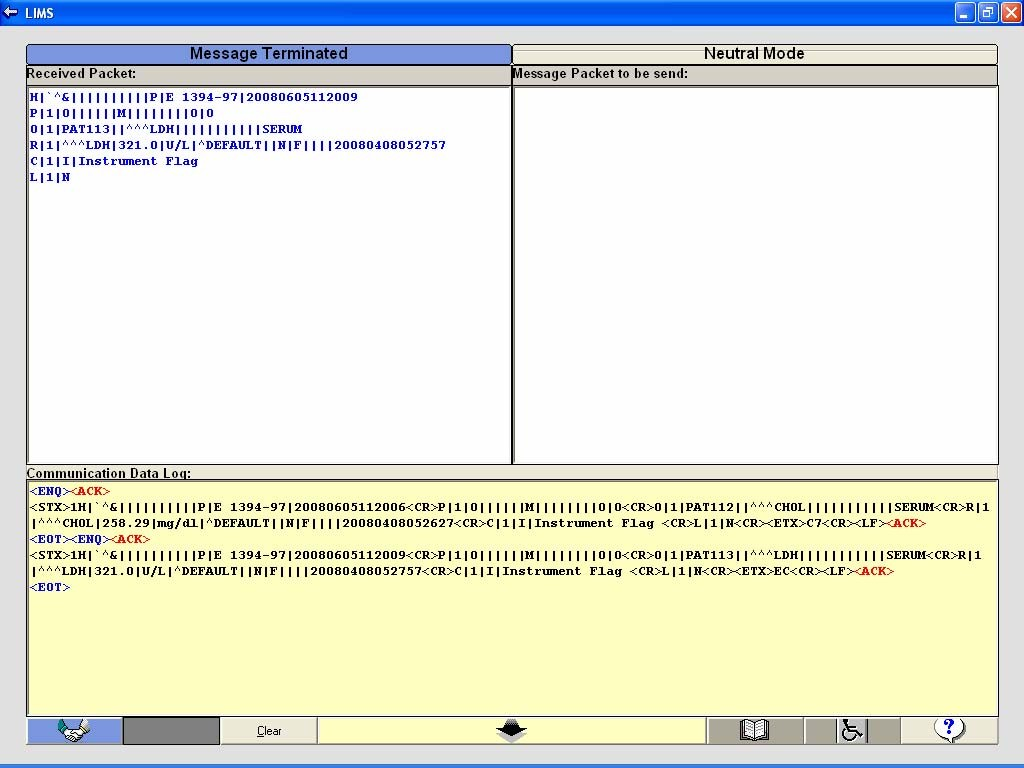 LIMS
Message Terminated
Neutral Mode
Received Packet:
Message Packet to be send:
H|`^&||||||||||P|E 1394-97|20080605112009
P|1|0||||||M||||||||0|0
O|1|PAT113||^^^LDH|||||||||||SERUM
R|1|^^^LDH|321.0|U/L|^DEFAULT||N|F||||20080408052757
C|1|I|Instrument Flag
L|1|N
Communication Data Log:
<ENQ><ACK>
<STX>1H|`^&||||||||||P|E 1394-97|20080605112006<CR>P|1|0||||||M||||||||0|0<CR>O|1|PAT112||^^^CHOL|||||||||||SERUM<CR>R|1
|^^^CHOL|258.29|mg/dl|^DEFAULT||N|F||||20080408052627<CR>C|1|I|Instrument Flag <CR>L|1|N<CR><ETX>C7<CR><LF><ACK>
<EOT><ENQ><ACK>
<STX>1H|`^&||||||||||P|E 1394-97|20080605112009<CR>P|1|0||||||M||||||||0|0<CR>O|1|PAT113||^^^LDH|||||||||||SERUM<CR>R|1
|^^^LDH|321.0|U/L|^DEFAULT||N|F||||20080408052757<CR>C|1|I|Instrument Flag <CR>L|1|N<CR><ETX>EC<CR><LF><ACK>
<EOT>
Clear
?